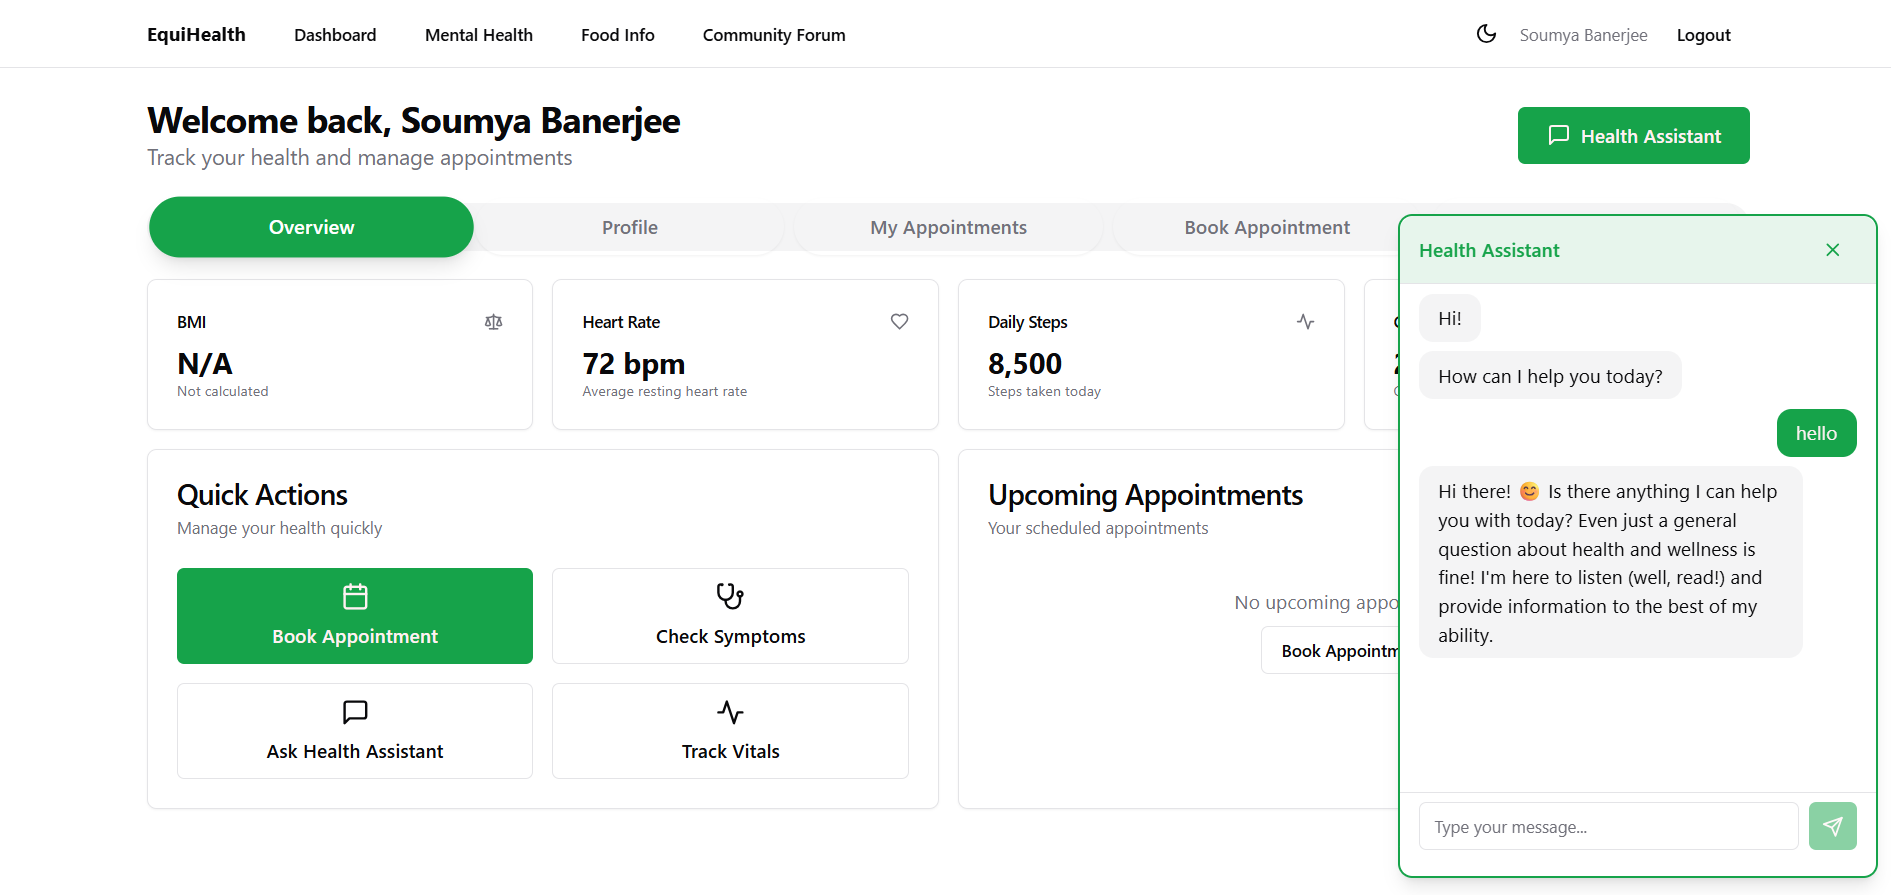 EquiHealth
Dashboard
Mental Health
Food Info
Community Forum
Soumya Banerjee
Logout
Welcome back, Soumya Banerjee
Track your health and manage appointments
Health Assistant
Overview
Profile
My Appointments
Book Appointment
BMI
N/A
Not calculated
Heart Rate
72 bpm
Average resting heart rate
Daily Steps
8,500
Steps taken today
Quick Actions
Manage your health quickly
Book Appointment
Check Symptoms
Ask Health Assistant
Track Vitals
Upcoming Appointments
Your scheduled appointments
No upcoming appo
Book Appointm
Health Assistant
Hi!
How can I help you today?
hello
Hi there! 😊 Is there anything I can help
you with today? Even just a general
question about health and wellness is
fine! I'm here to listen (well, read!) and
provide information to the best of my
ability.
Type your message...